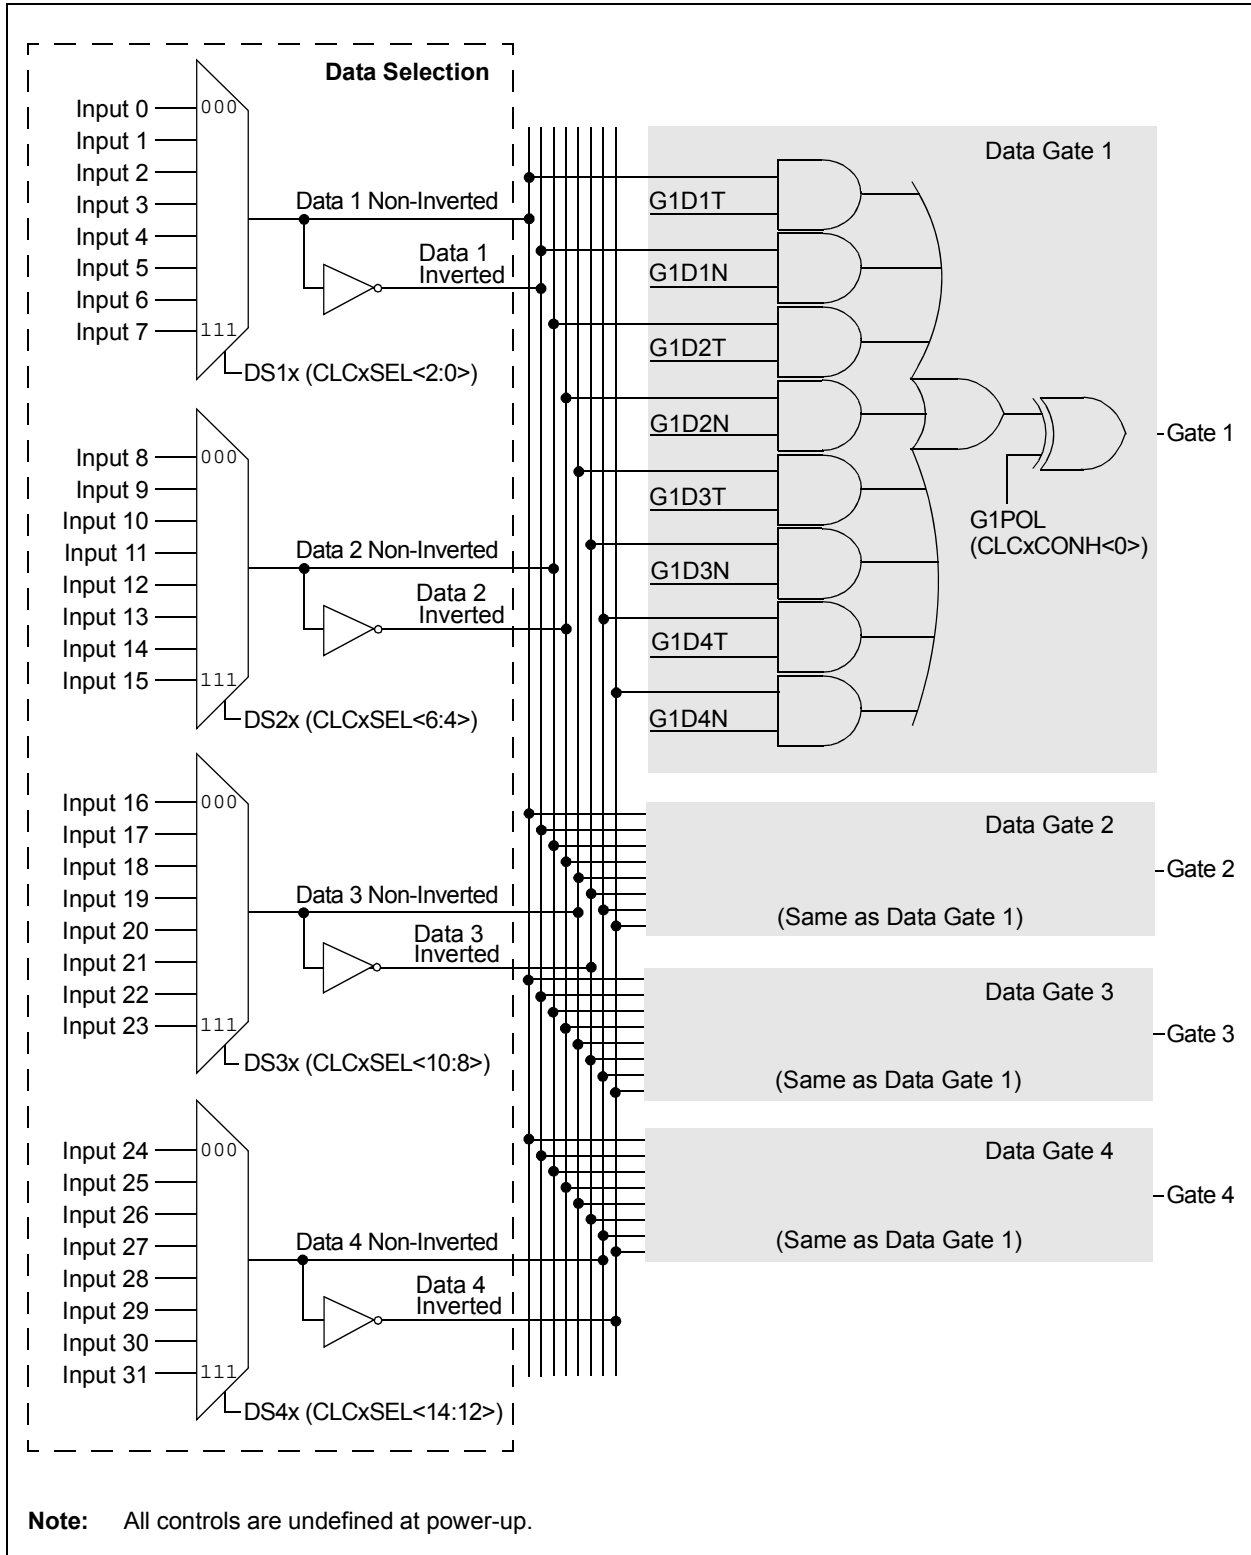 Data Selection
Input 0
Input 1
Input 2
Input 3
Input 4
Input 5
Input 6
Input 7
000
111
Data 1 Non-Inverted
Data 1
Inverted
DS1x (CLCxSEL<2:0>)
Input 8
Input 9
Input 10
Input 11
Input 12
Input 13
Input 14
Input 15
000
111
Data 2 Non-Inverted
Data 2
Inverted
DS2x (CLCxSEL<6:4>)
Input 16
Input 17
Input 18
Input 19
Input 20
Input 21
Input 22
Input 23
000
111
Data 3 Non-Inverted
Data 3
Inverted
DS3x (CLCxSEL<10:8>)
Input 24
Input 25
Input 26
Input 27
Input 28
Input 29
Input 30
Input 31
000
111
Data 4 Non-Inverted
Data 4
Inverted
DS4x (CLCxSEL<14:12>)
Data Gate 1
G1D1T
G1D1N
G1D2T
G1D2N
G1D3T
G1D3N
G1D4T
G1D4N
G1POL
(CLCxCONH<0>)
Gate 1
Data Gate 2
(Same as Data Gate 1)
Gate 2
Data Gate 3
(Same as Data Gate 1)
Gate 3
Data Gate 4
(Same as Data Gate 1)
Gate 4
Note: All controls are undefined at power-up.